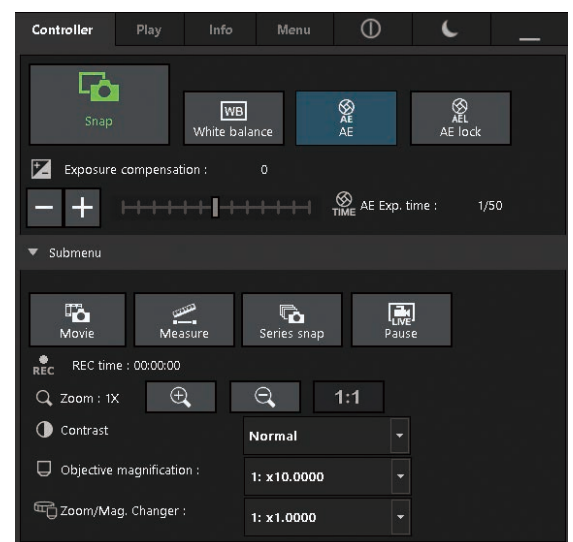 Controller Play Info Menu
Snap
WB
White balance
AE
AE
AEL
AE lock
Exposure compensation : 0
TIME AE Exp. time : 1/50
Submenu
Movie
Measure
Series snap
LIVE
Pause
REC REC time : 00:00:00
Zoom : 1X 1:1
Contrast Normal
Objective magnification : 1: x10.0000
Zoom/Mag. Changer : 1: x1.0000